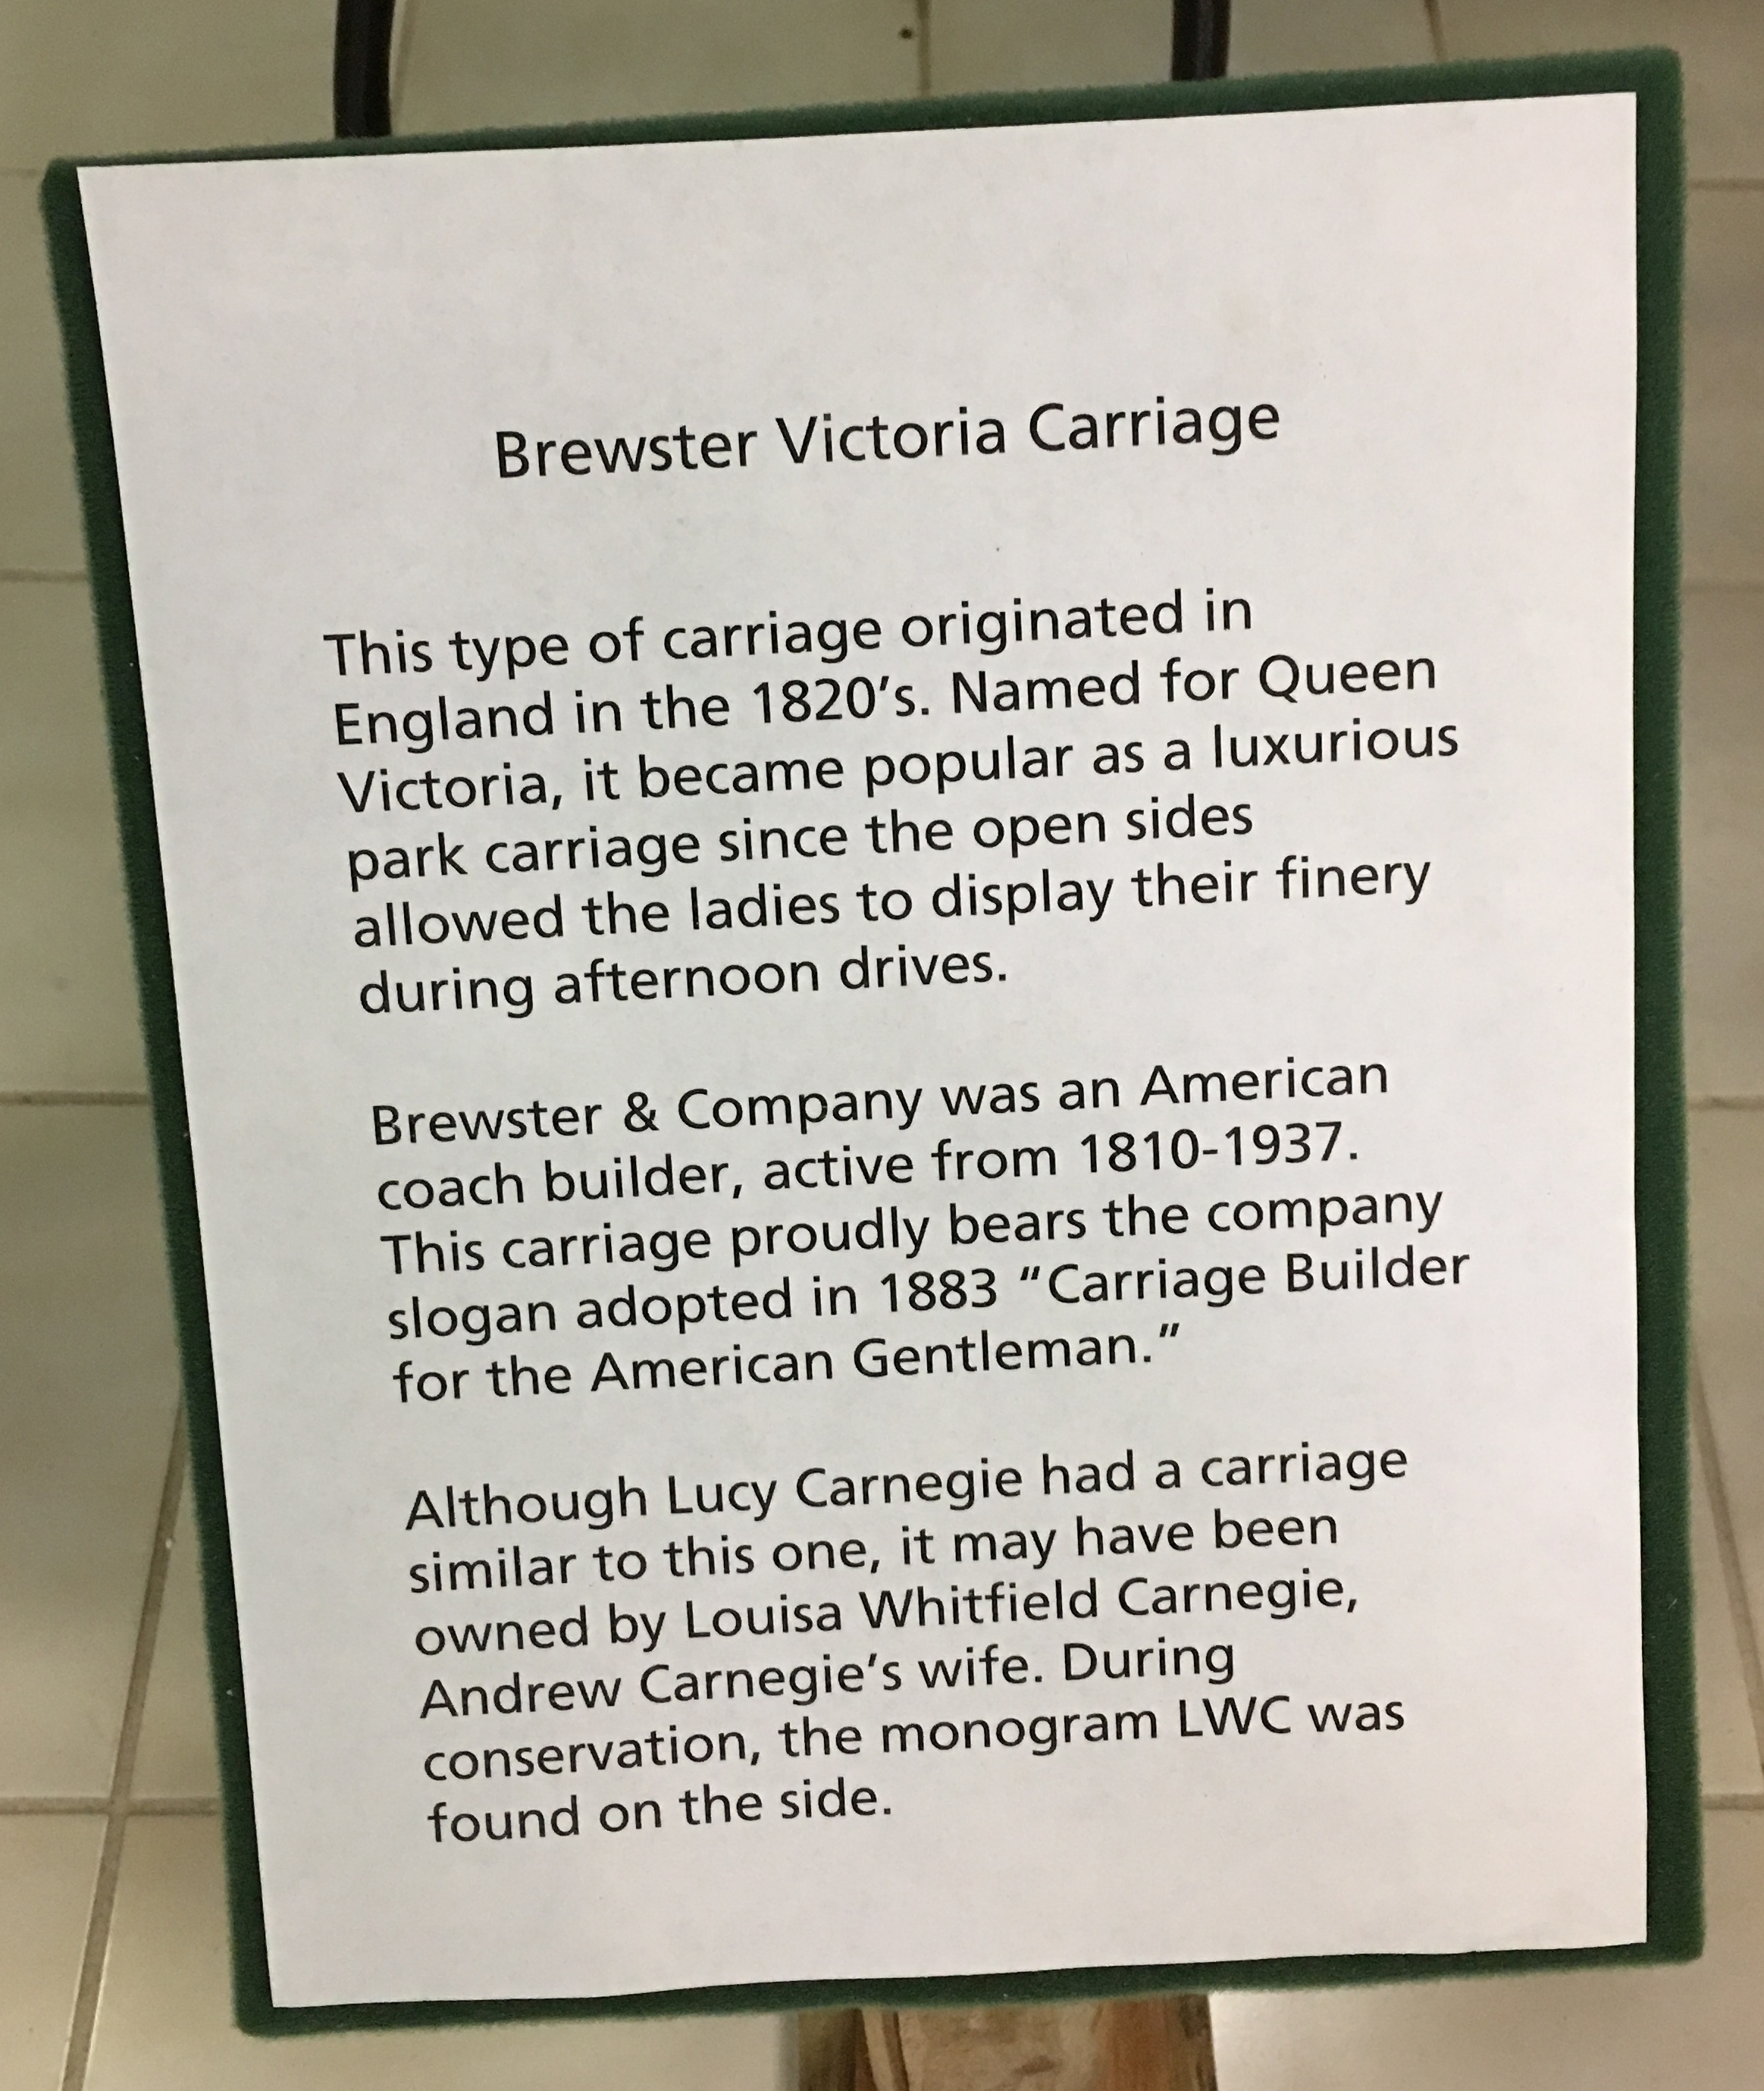 Brewster Victoria Carriage
This type of carriage originated in
England in the 1820’s. Named for Queen
Victoria, it became popular as a luxurious
park carriage since the open sides
allowed the ladies to display their finery
during afternoon drives.
Brewster & Company was an American
coach builder, active from 1810-1937.
This carriage proudly bears the company
slogan adopted in 1883 “Carriage Builder
for the American Gentleman.”
Although Lucy Carnegie had a carriage
similar to this one, it may have been
owned by Louisa Whitfield Carnegie,
Andrew Carnegie’s wife. During
conservation, the monogram LWC was
found on the side.